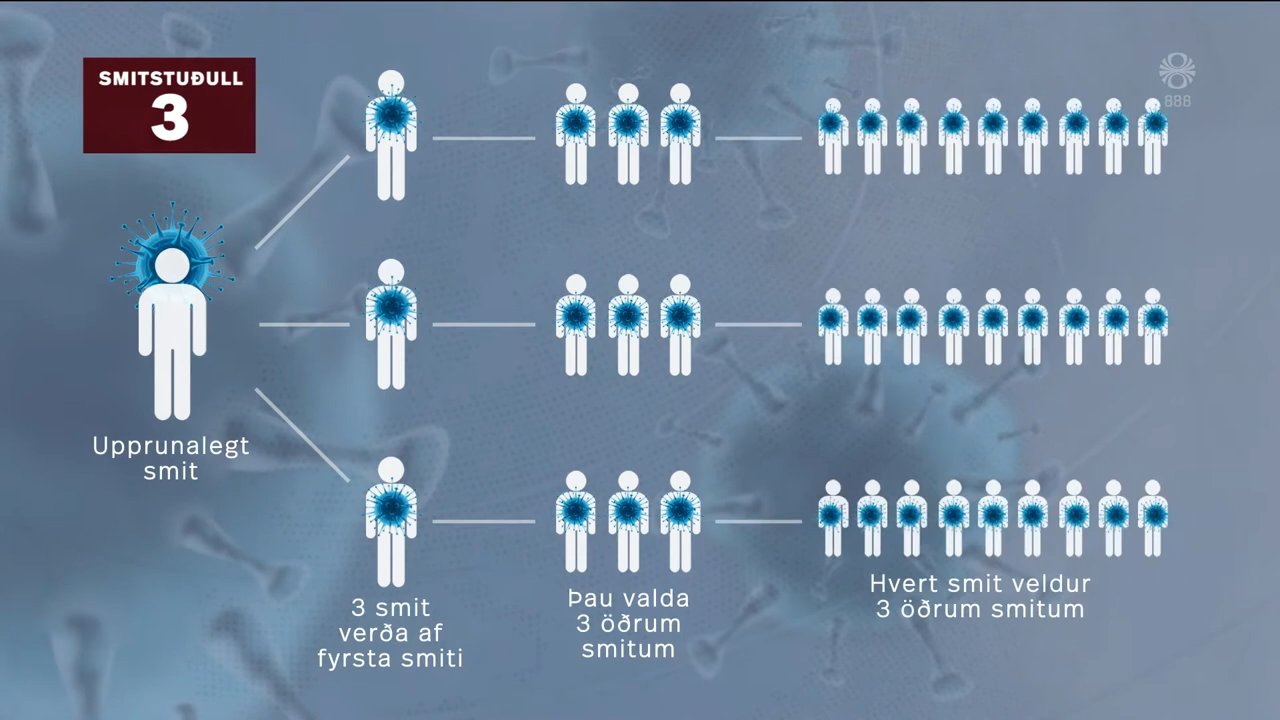 SMITSTUÐULL
3
888
Upprunalegt
smit
3 smit
verða af
fyrsta smiti
Þau valda
3 öðrum
smitum
Hvert smit veldur
3 öðrum smitum